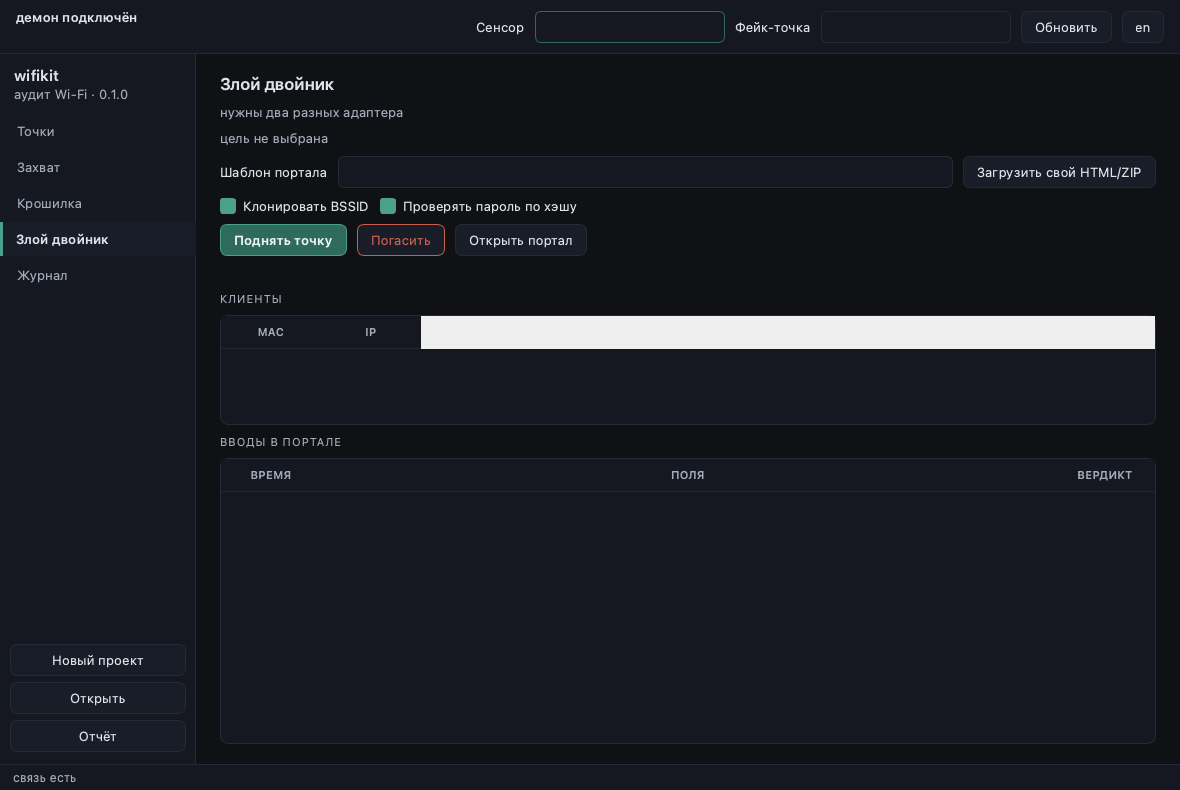 демон подключён
Сенсор Фейк-точка Обновить en
wifikit
аудит Wi-Fi · 0.1.0
Точки
Захват
Крошилка
Злой двойник
Журнал
Новый проект
Открыть
Отчёт
Злой двойник
нужны два разных адаптера
цель не выбрана
Шаблон портала Загрузить свой HTML/ZIP
Клонировать BSSID Проверять пароль по хэшу
Поднять точку Погасить Открыть портал
КЛИЕНТЫ
MAC IP
ВВОДЫ В ПОРТАЛЕ
ВРЕМЯ ПОЛЯ ВЕРДИКТ
связь есть